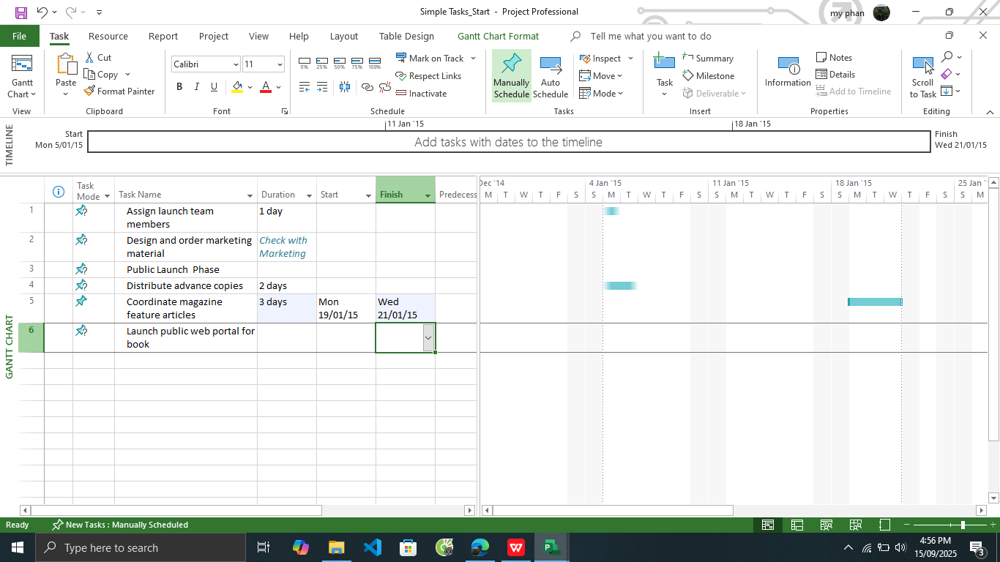 Simple Tasks_Start - Project Professional
my phan
File Task Resource Report Project View Help Layout Table Design Gantt Chart Format Tell me what you want to do
Gantt Chart
View
Paste
Cut
Copy
Format Painter
Clipboard
Calibri 11
B I U A
Font
0% 25% 50% 75% 100%
Mark on Track
Respect Links
Inactivate
Schedule
Manually Schedule
Auto Schedule
Inspect
Move
Mode
Tasks
Task
Summary
Milestone
Deliverable
Insert
Information
Notes
Details
Add to Timeline
Properties
Scroll to Task
Editing
TIMELINE
11 Jan '15 18 Jan '15
Start
Mon 5/01/15
Add tasks with dates to the timeline
Finish
Wed 21/01/15
GANTT CHART
Task Mode Task Name Duration Start Finish Predecess
Dec '14 4 Jan '15 11 Jan '15 18 Jan '15 25 Jan '
M T W T F S S M T W T F S S M T W T F S S M T W T F S S M
1 Assign launch team 1 day
members
2 Design and order marketing Check with
material Marketing
3 Public Launch Phase
4 Distribute advance copies 2 days
5 Coordinate magazine 3 days Mon Wed
feature articles 19/01/15 21/01/15
6 Launch public web portal for
book
Ready New Tasks : Manually Scheduled
Type here to search
4:56 PM
15/09/2025
3